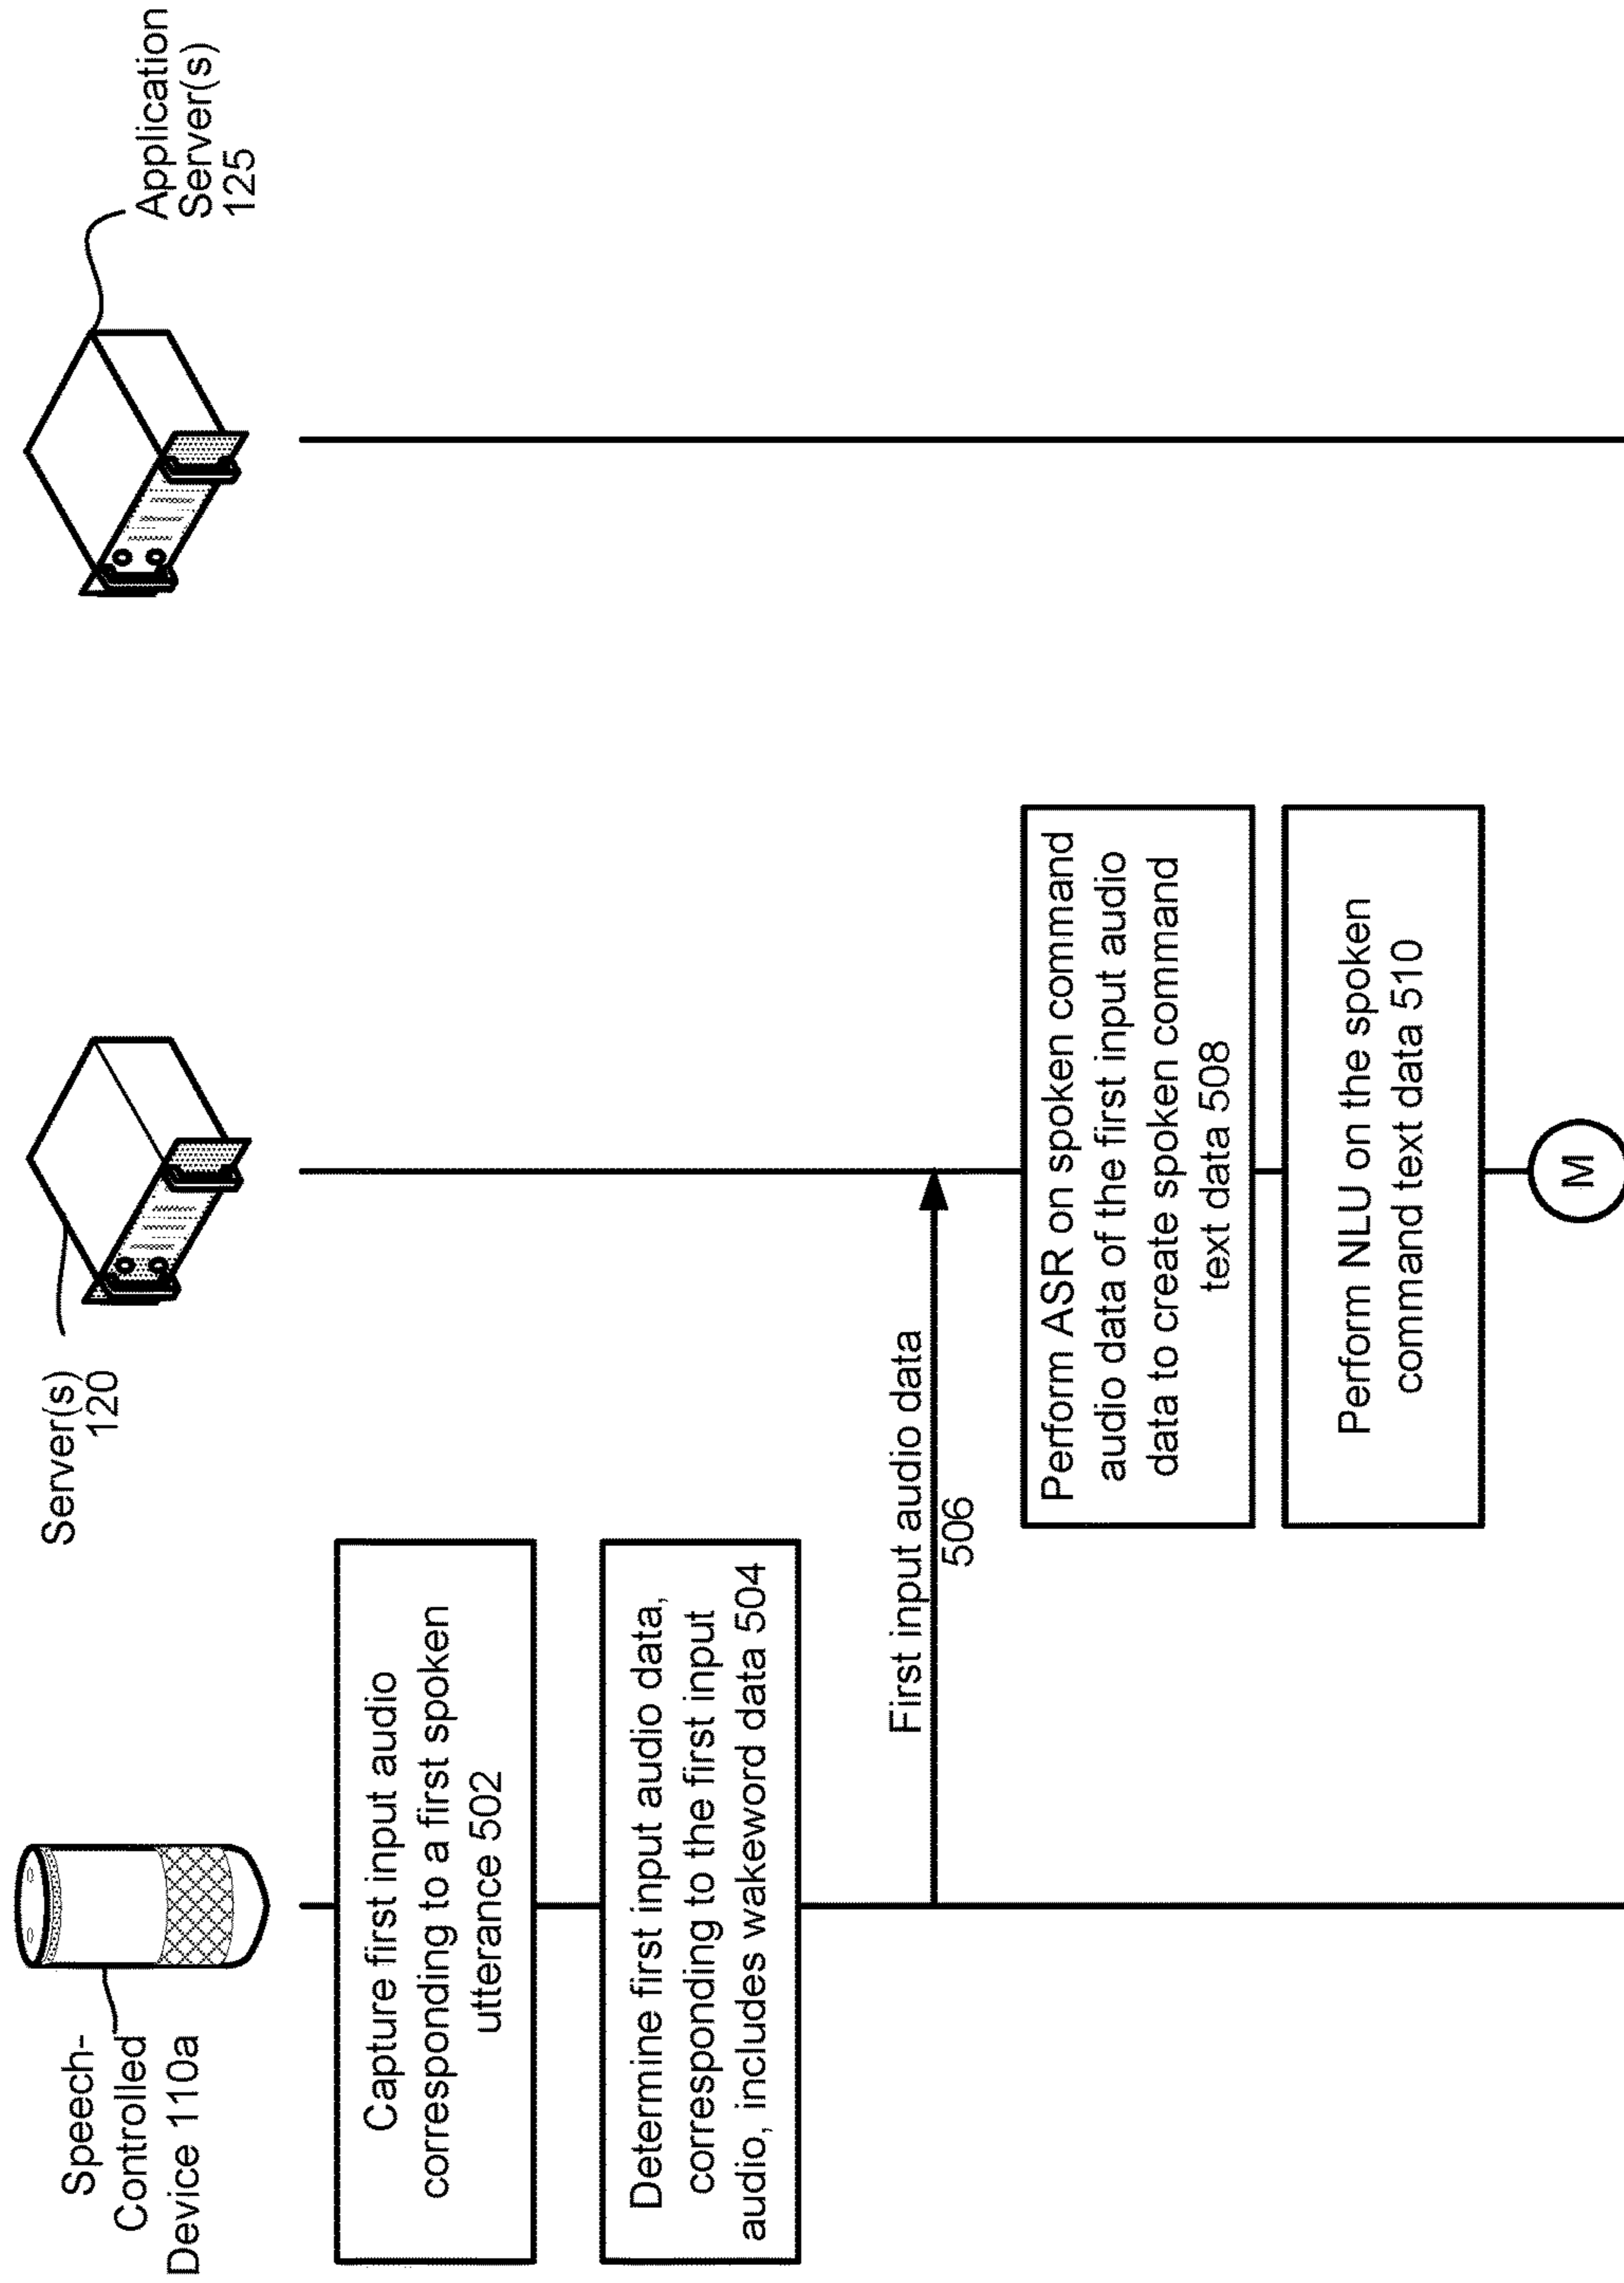 Speech-
Controlled
Device 110a
Server(s)
120
Application
Server(s)
125
Capture first input audio
corresponding to a first spoken
utterance 502
Determine first input audio data,
corresponding to the first input
audio, includes wakeword data 504
First input audio data
506
Perform ASR on spoken command
audio data of the first input audio
data to create spoken command
text data 508
Perform NLU on the spoken
command text data 510
M